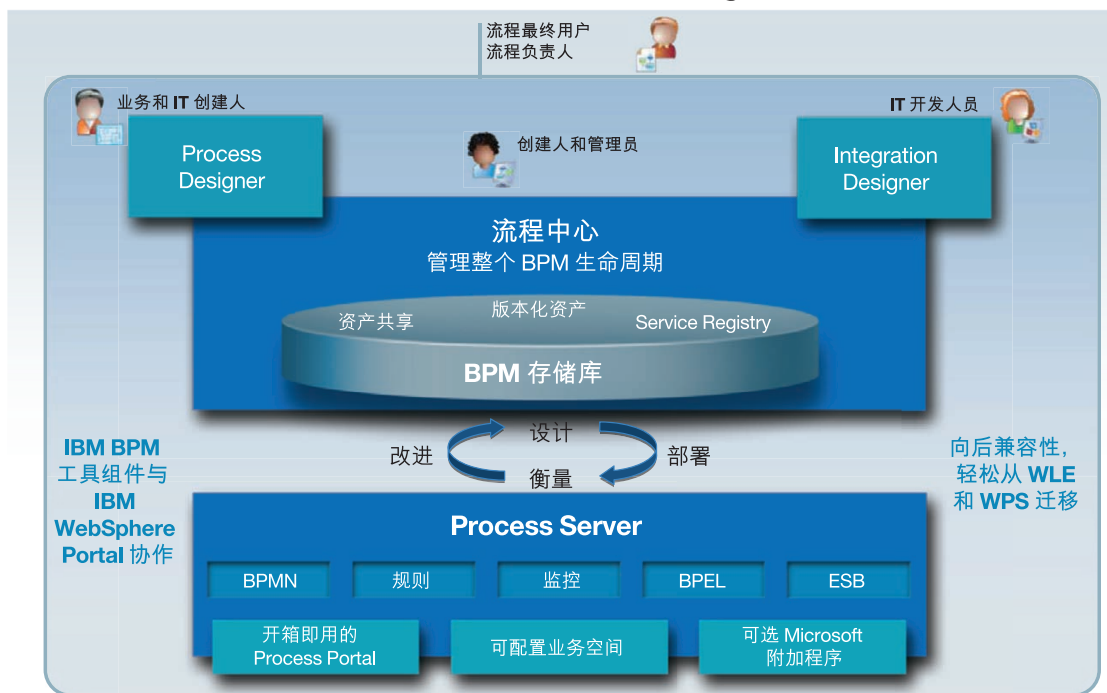 流程最终用户
流程负责人
业务和 IT 创建人
IT 开发人员
创建人和管理员
Process
Designer
Integration
Designer
流程中心
管理整个 BPM 生命周期
版本化资产
资产共享
Service Registry
BPM 存储库
设计
改进
部署
衡量
IBM BPM
工具组件与
IBM
WebSphere
Portal 协作
向后兼容性，
轻松从 WLE
和 WPS 迁移
Process Server
BPMN
规则
监控
BPEL
ESB
开箱即用的
Process Portal
可配置业务空间
可选 Microsoft
附加程序